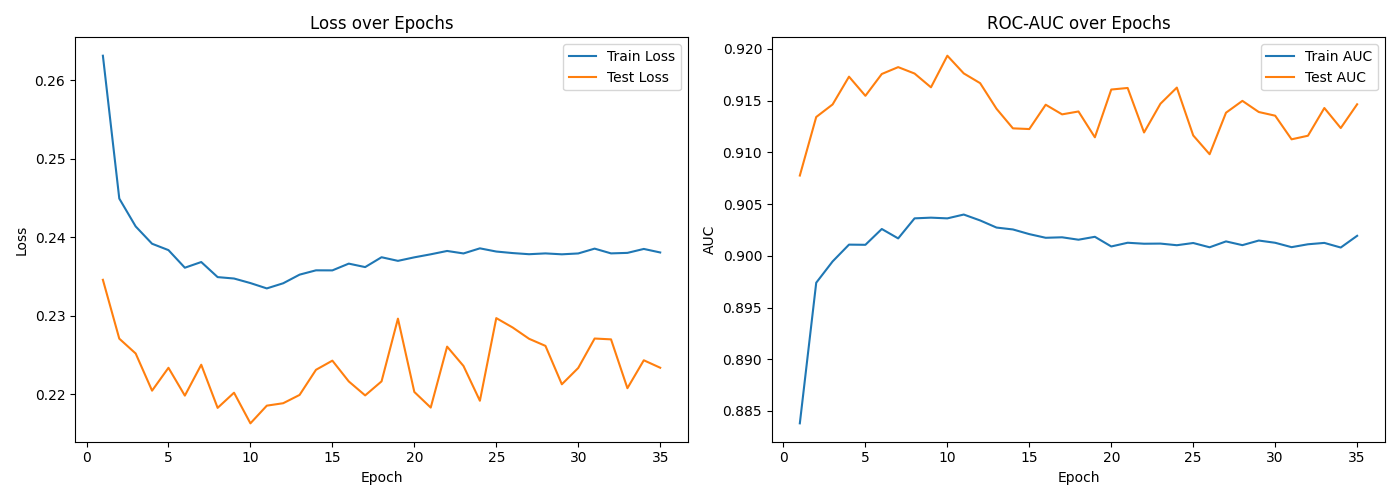 Loss over Epochs
Train Loss
Test Loss
0.26
0.25
0.24
0.23
0.22
Loss
0 5 10 15 20 25 30 35
Epoch
ROC-AUC over Epochs
Train AUC
Test AUC
0.920
0.915
0.910
0.905
0.900
0.895
0.890
0.885
AUC
0 5 10 15 20 25 30 35
Epoch